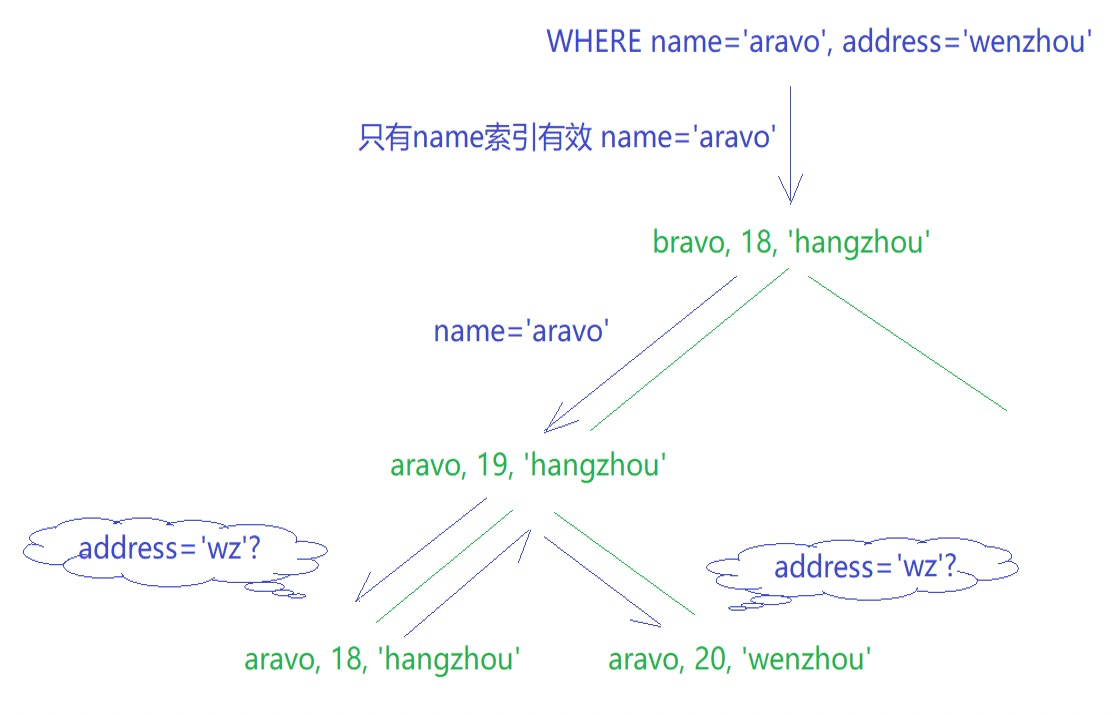 WHERE name='aravo', address='wenzhou'
只有name索引有效 name='aravo'
bravo, 18, 'hangzhou'
name='aravo'
aravo, 19, 'hangzhou'
address='wz'?
address='wz'?
aravo, 18, 'hangzhou'
aravo, 20, 'wenzhou'